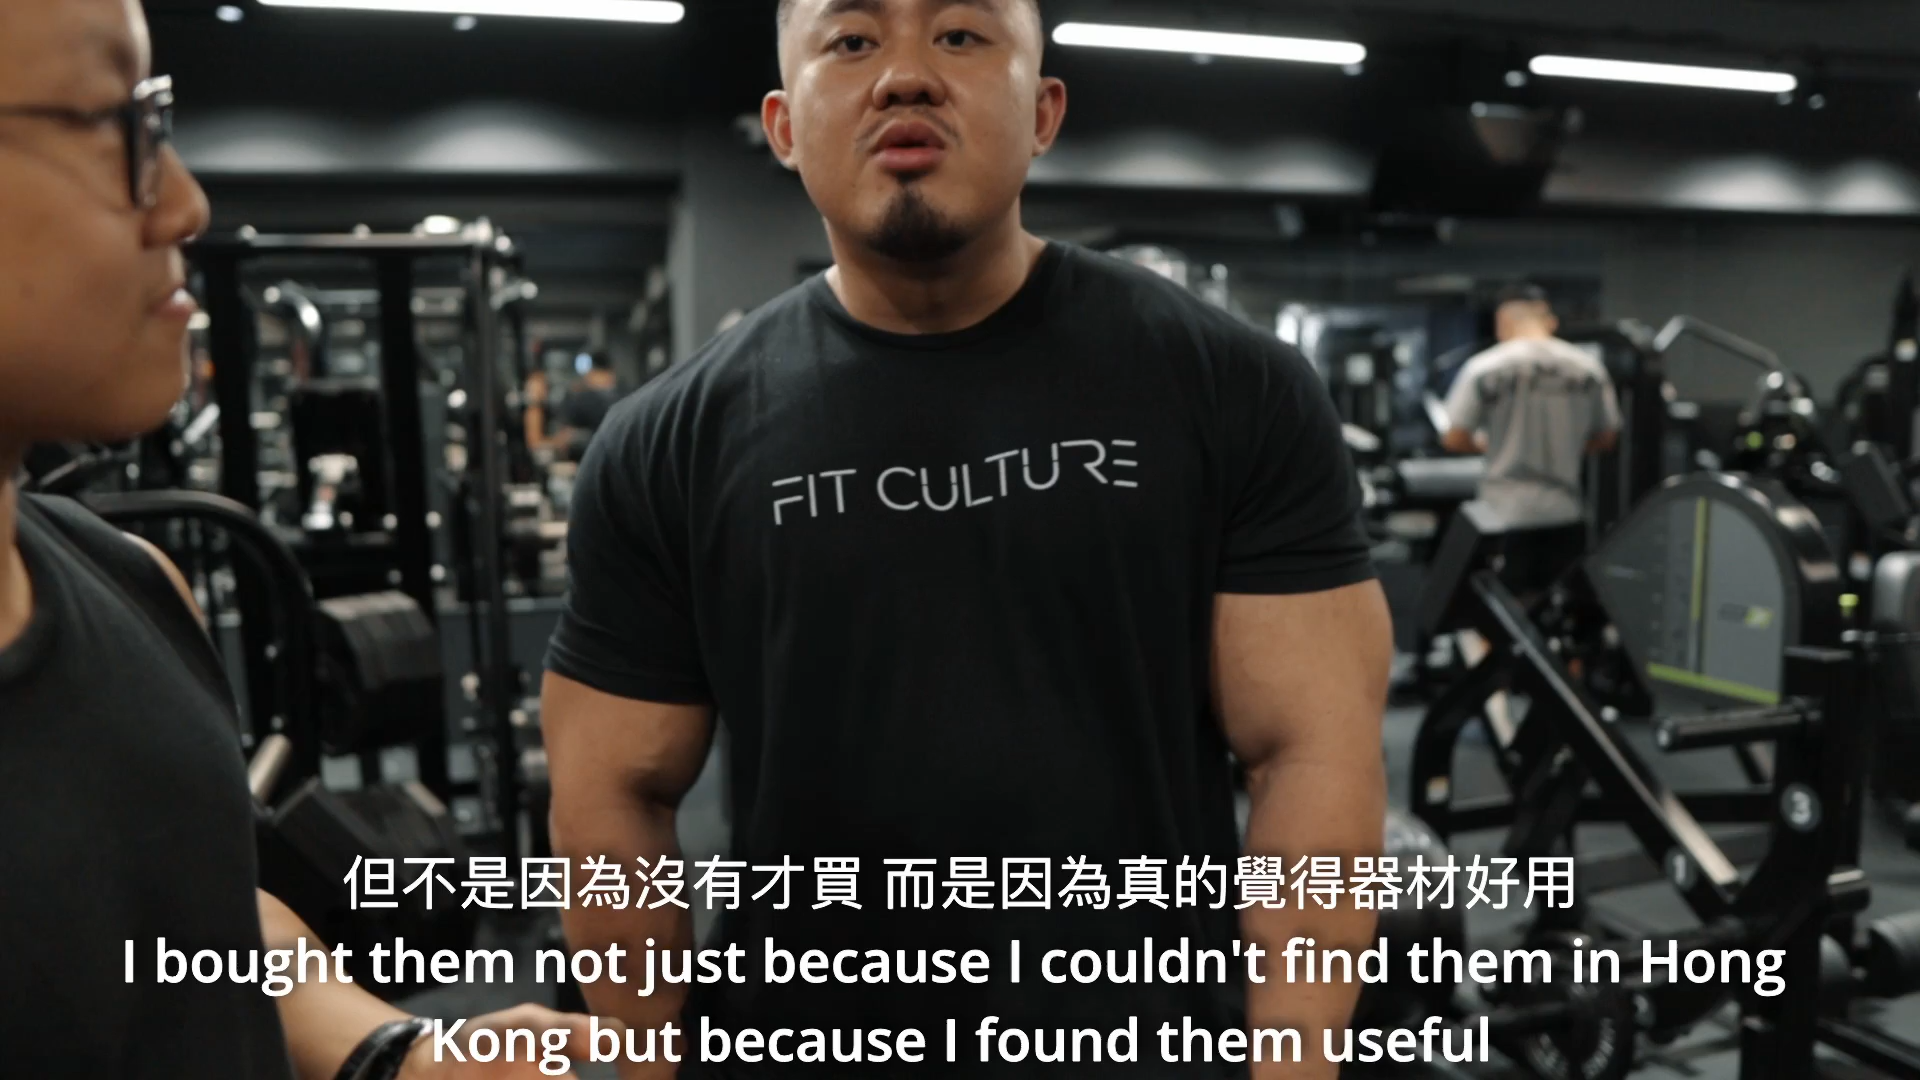 FIT CULTURE
3
1
但不是因為沒有才買 而是因為真的覺得器材好用
I bought them not just because I couldn't find them in Hong
Kong but because I found them useful